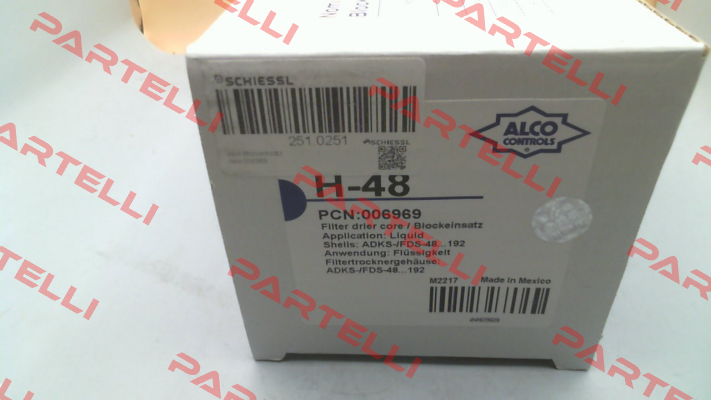 Nom
Bloc
SCHIESSL
251.0251
SCHIESSL
ALCO
CONTROLS
H-48
PCN:006969
Filter drier core / Blockeinsatz
Application: Liquid
Shells: ADKS-/FDS-48...192
Anwendung: Flüssigkeit
Filtertrocknergehäuse:
ADKS-/FDS-48...192
M2217 Made in Mexico
PARTELLI
PARTELLI
PARTELLI
PARTELLI
PARTELLI
PARTELLI
PARTELLI
PARTELLI